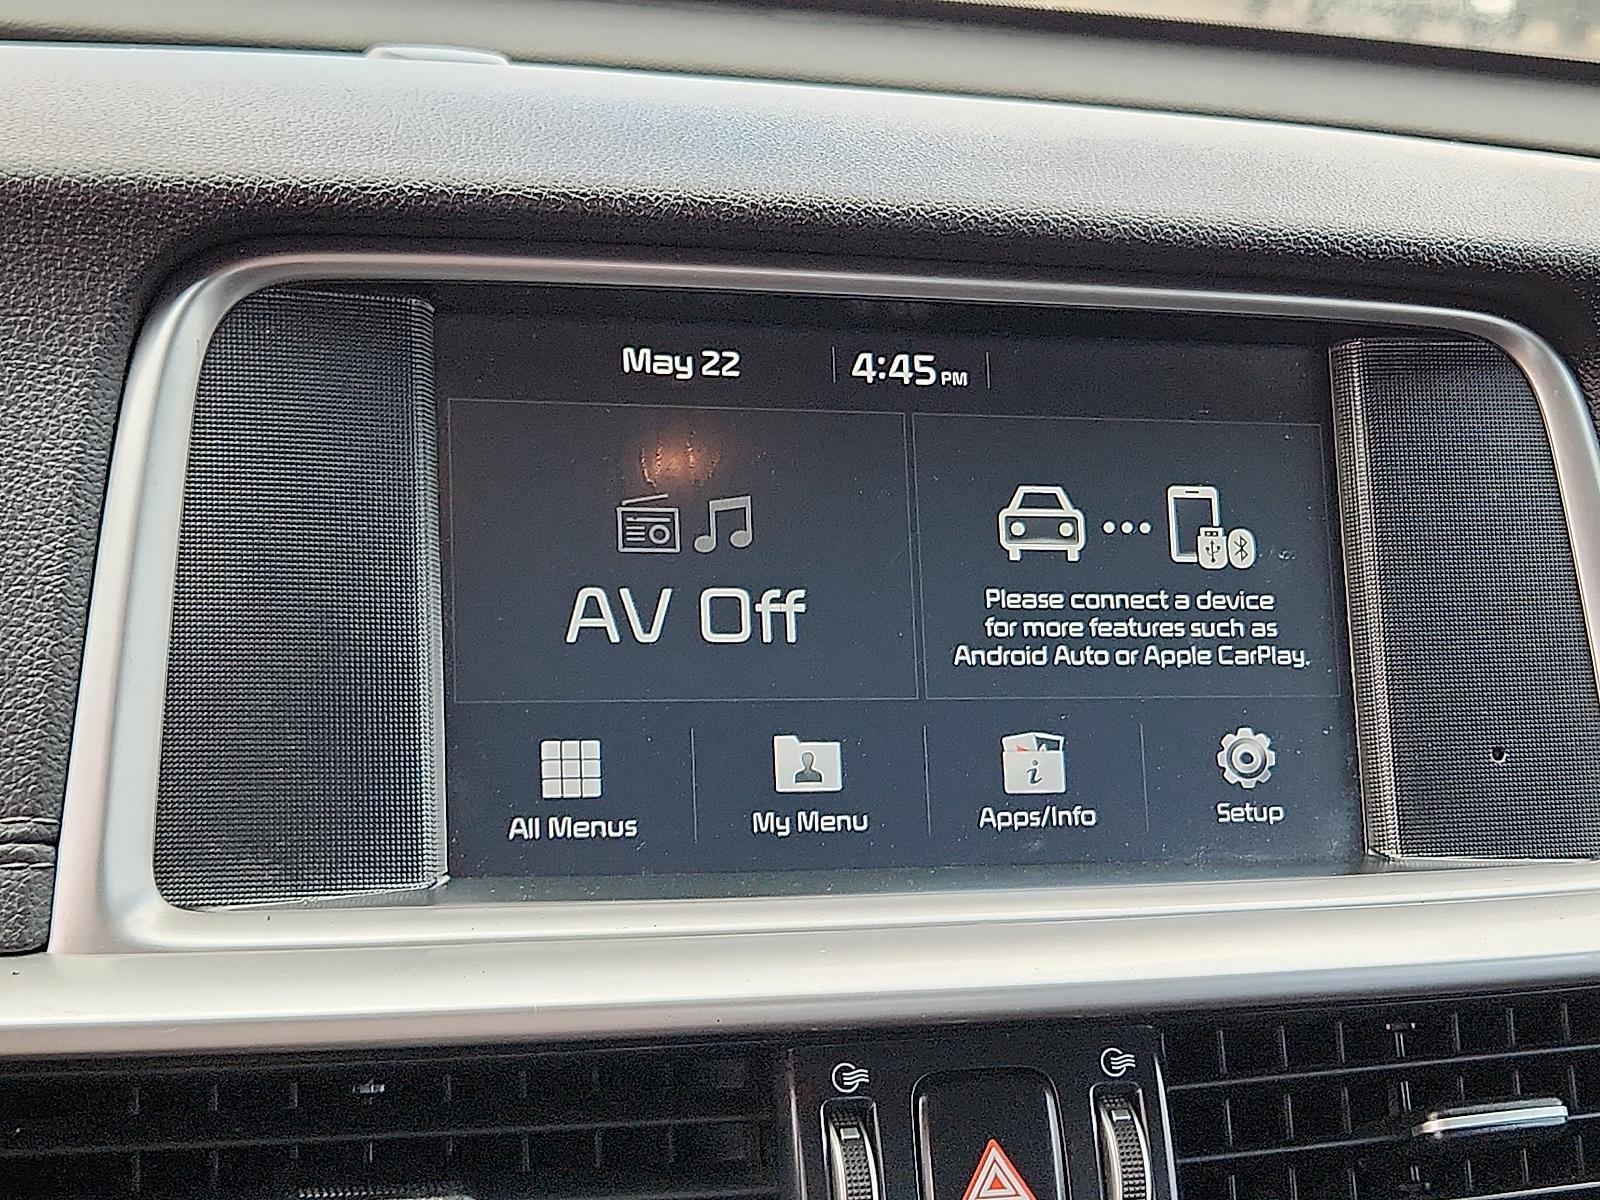 May 22
4:45 PM
AV Off
Please connect a device
for more features such as
Android Auto or Apple CarPlay.
All Menus
My Menu
i
Apps/Info
Setup